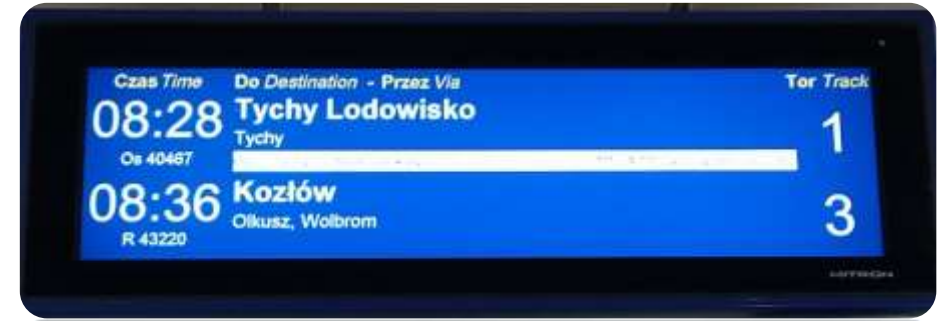 Czas Time Do Destination - Przez Via Tor Track
08:28 Tychy Lodowisko 1
Tychy
Os 40467
08:36 Kozłów 3
Olkusz, Wolbrom
R 43220